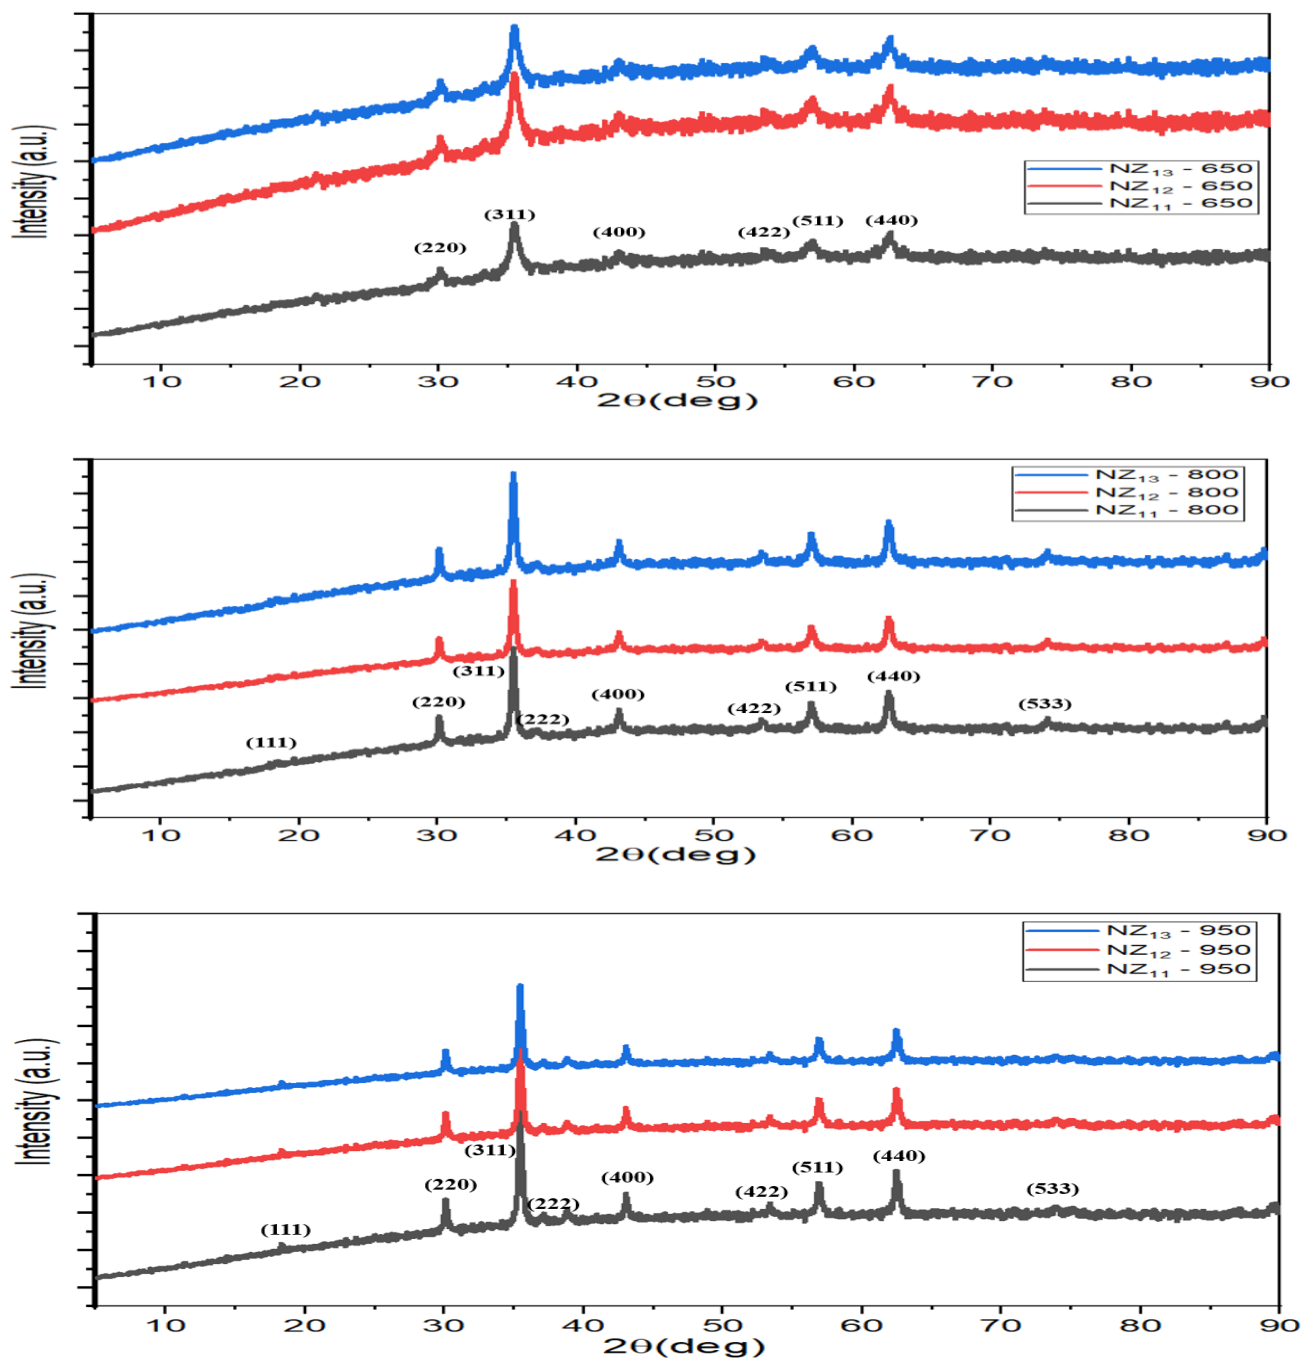 Intensity (a.u.)
NZ₁₃ - 650
NZ₁₂ - 650
NZ₁₁ - 650
(220)
(311)
(400)
(422)
(511)
(440)
10 20 30 40 50 60 70 80 90
2θ(deg)
Intensity (a.u.)
NZ₁₃ - 800
NZ₁₂ - 800
NZ₁₁ - 800
(111)
(220)
(311)
(222)
(400)
(422)
(511)
(440)
(533)
10 20 30 40 50 60 70 80 90
2θ(deg)
Intensity (a.u.)
NZ₁₃ - 950
NZ₁₂ - 950
NZ₁₁ - 950
(111)
(220)
(311)
(222)
(400)
(422)
(511)
(440)
(533)
10 20 30 40 50 60 70 80 90
2θ(deg)